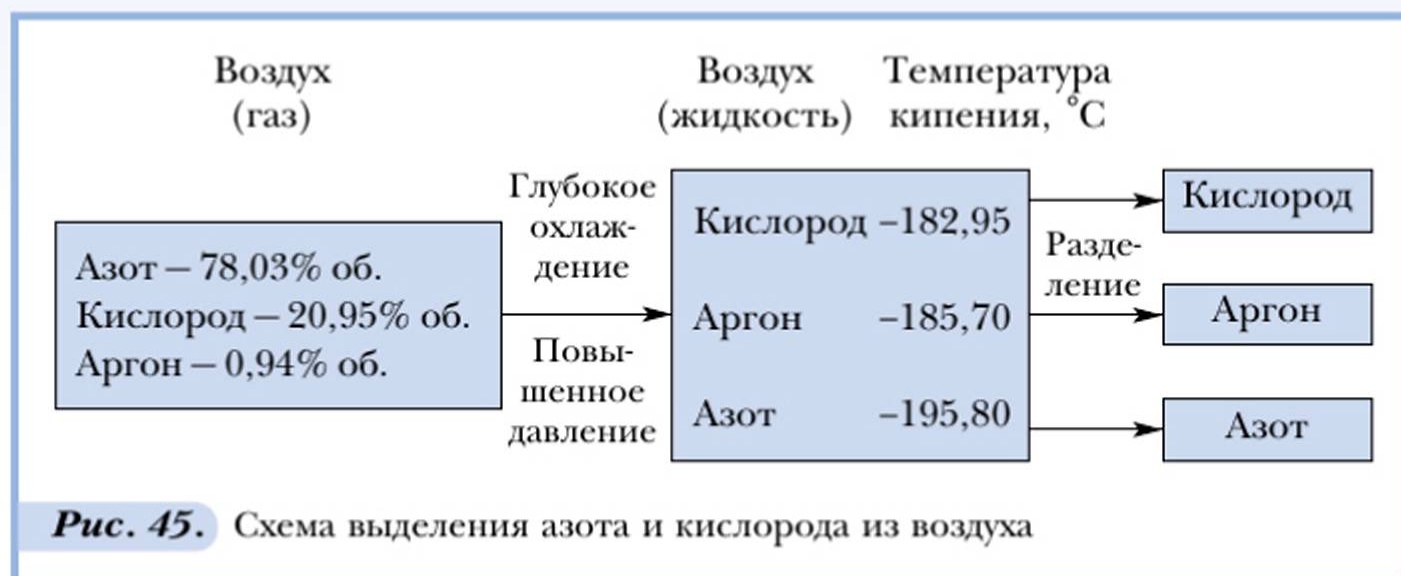 Воздух
(газ)
Воздух
(жидкость)
Температура
кипения, °C
Азот — 78,03% об.
Кислород — 20,95% об.
Аргон — 0,94% об.
Глубокое
охлаж-
дение
Повы-
шенное
давление
Кислород –182,95
Аргон –185,70
Азот –195,80
Разде-
ление
Кислород
Аргон
Азот
Рис. 45. Схема выделения азота и кислорода из воздуха